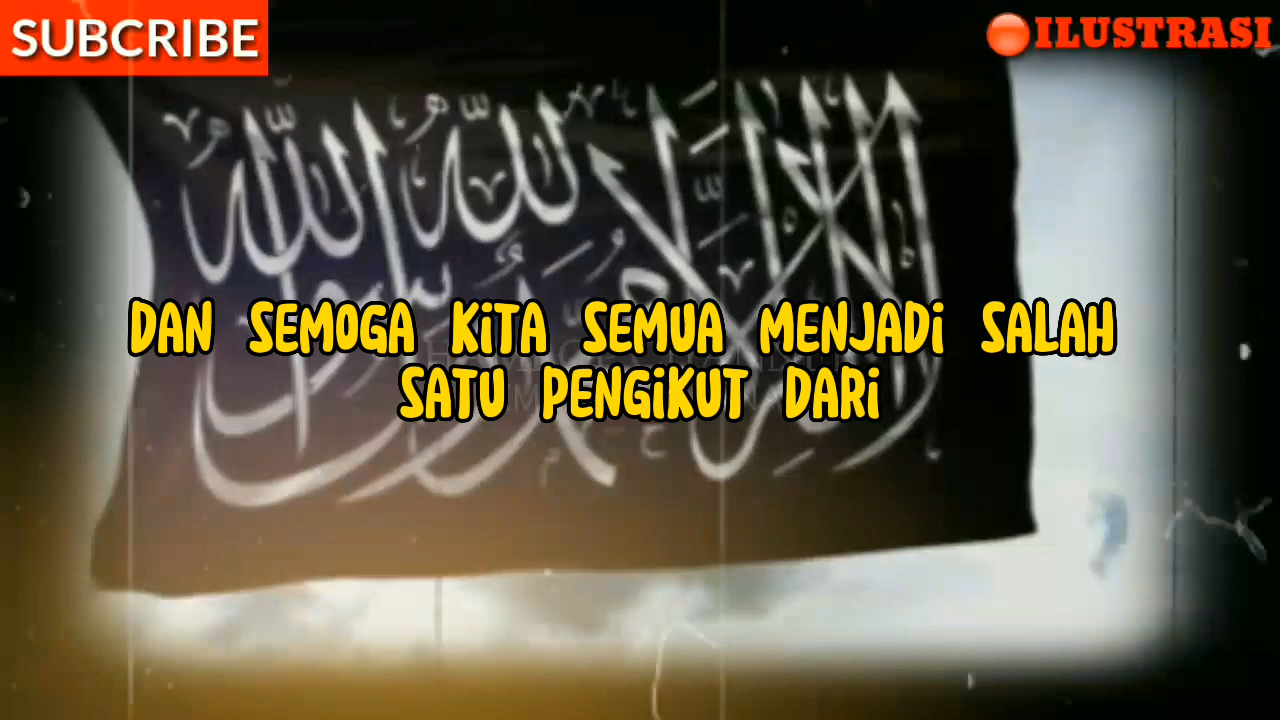 SUBCRIBE
ILUSTRASI
لا إله إلا الله محمد رسول الله
DAN SEMOGA KiTA SEMUA MENJADi SALAH
SATU PENGiKUT DARi